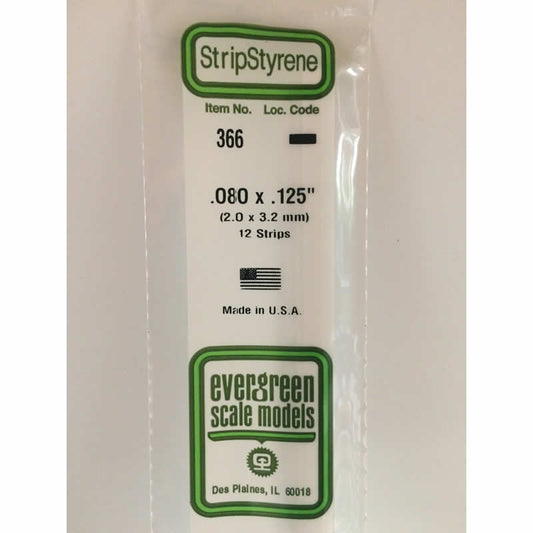 StripStyrene
Item No. Loc. Code
366
.080 x .125"
(2.0 x 3.2 mm)
12 Strips
Made in U.S.A.
evergreen
scale models
Des Plaines, IL 60018